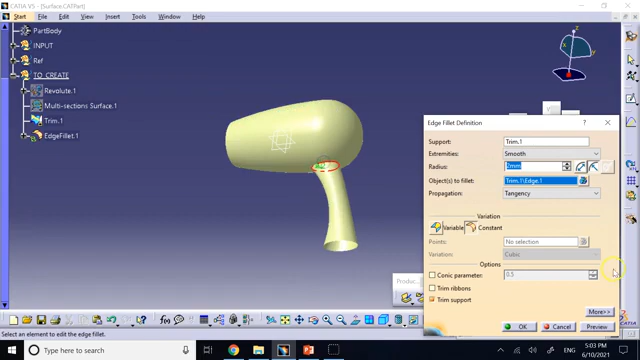 CATIA V5 - [Surface.CATPart]
Start File Edit View Insert Tools Window Help
PartBody
INPUT
Ref
TO_CREATE
Revolute.1
Multi-sections Surface.1
Trim.1
EdgeFillet.1
z
x
y
Edge Fillet Definition
Support: Trim.1
Extremities: Smooth
Radius: 2mm
Object(s) to fillet: Trim.1\Edge.1
Propagation: Tangency
Variation
Variable Constant
Points: No selection
Variation: Cubic
Options
Conic parameter: 0.5
Trim ribbons
Trim support
More>>
OK Cancel Preview
Produc...
CATIA
Select an element to edit the edge fillet.
Type here to search
ENG
5:03 PM
6/10/2021